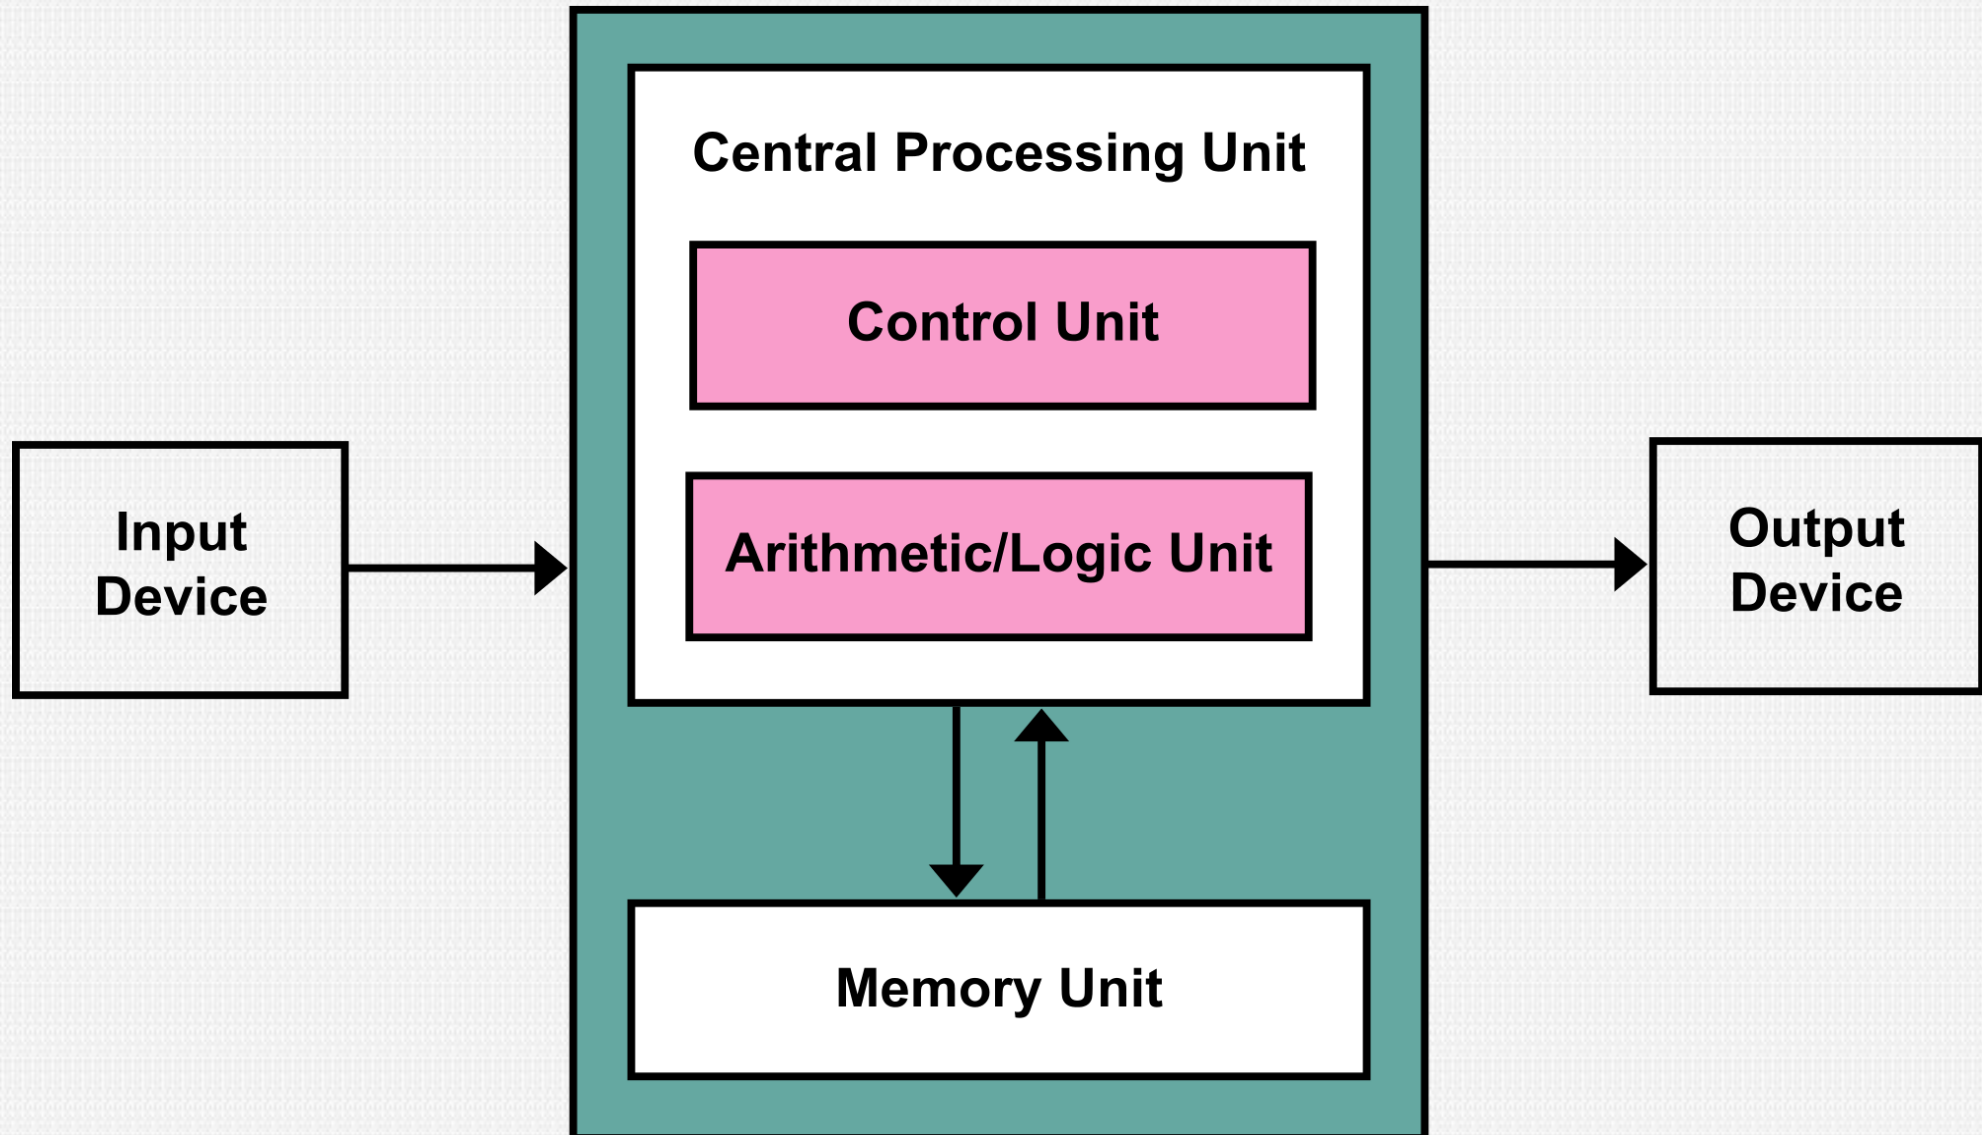 Central Processing Unit
Control Unit
Arithmetic/Logic Unit
Input
Device
Output
Device
Memory Unit